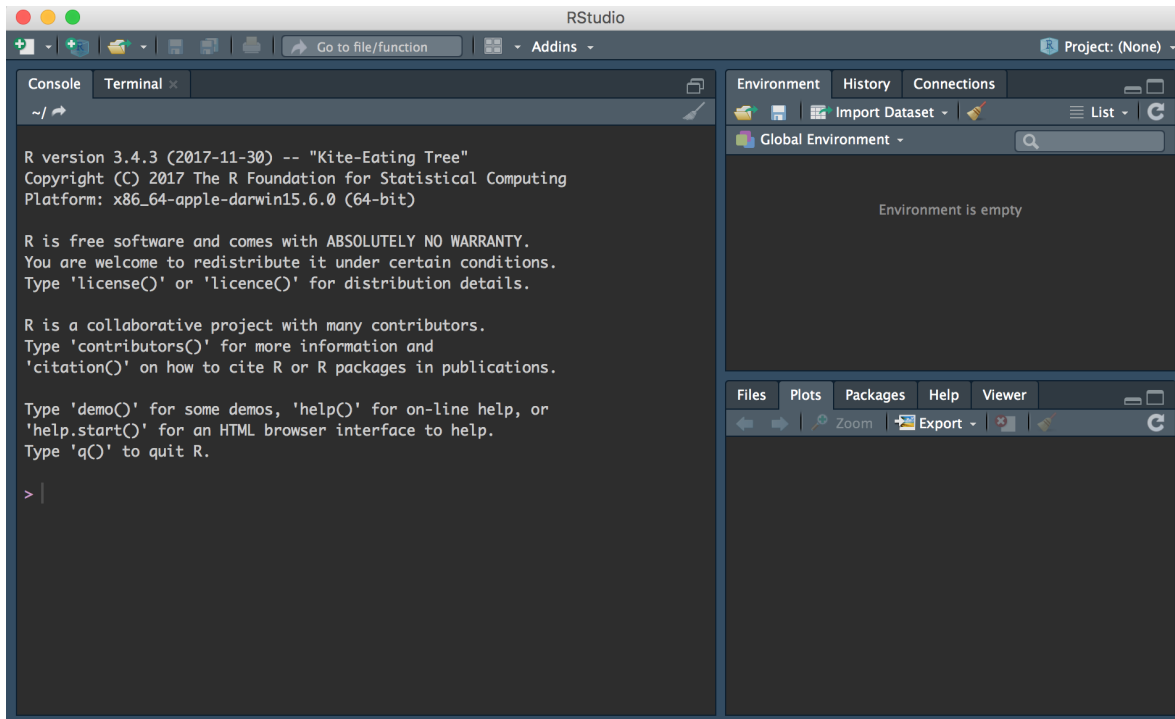 RStudio
Go to file/function
Addins
Project: (None)
Console Terminal
~/
R version 3.4.3 (2017-11-30) -- "Kite-Eating Tree"
Copyright (C) 2017 The R Foundation for Statistical Computing
Platform: x86_64-apple-darwin15.6.0 (64-bit)
R is free software and comes with ABSOLUTELY NO WARRANTY.
You are welcome to redistribute it under certain conditions.
Type 'license()' or 'licence()' for distribution details.
R is a collaborative project with many contributors.
Type 'contributors()' for more information and
'citation()' on how to cite R or R packages in publications.
Type 'demo()' for some demos, 'help()' for on-line help, or
'help.start()' for an HTML browser interface to help.
Type 'q()' to quit R.
>
Environment History Connections
Import Dataset List
Global Environment
Environment is empty
Files Plots Packages Help Viewer
Zoom Export